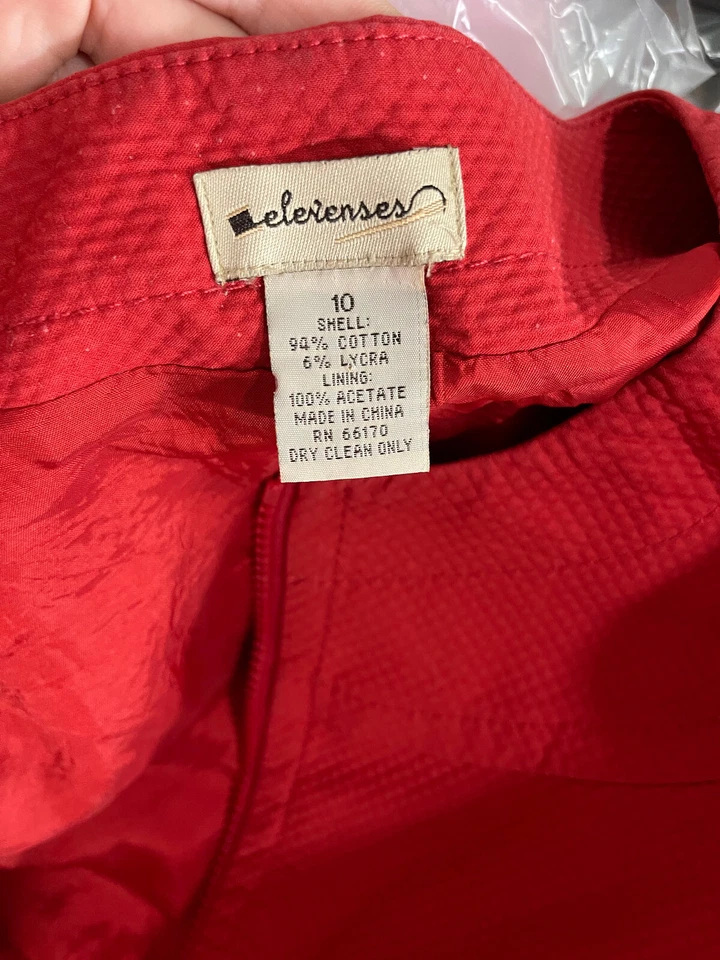 elevenses
10
SHELL:
94% COTTON
6% LYCRA
LINING:
100% ACETATE
MADE IN CHINA
RN 66170
DRY CLEAN ONLY